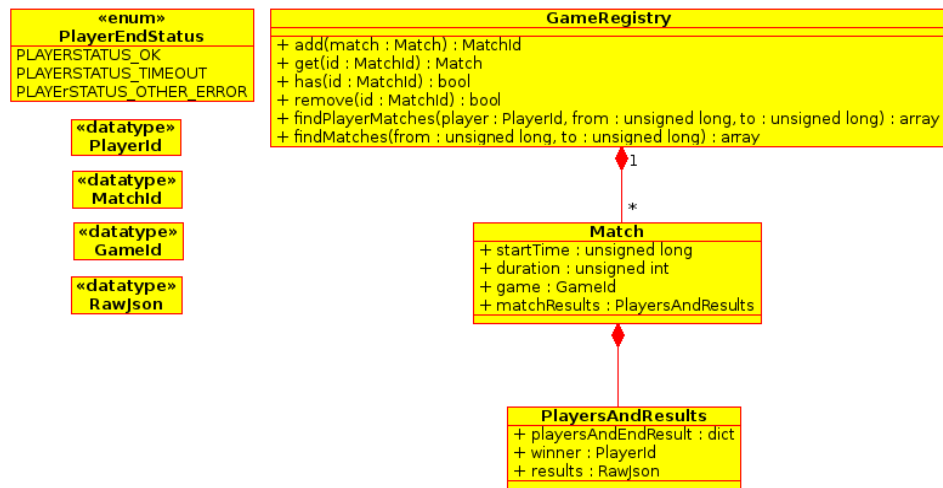 «enum»
PlayerEndStatus
PLAYERSTATUS_OK
PLAYERSTATUS_TIMEOUT
PLAYErSTATUS_OTHER_ERROR
«datatype»
PlayerId
«datatype»
MatchId
«datatype»
GameId
«datatype»
RawJson
GameRegistry
+ add(match : Match) : MatchId
+ get(id : MatchId) : Match
+ has(id : MatchId) : bool
+ remove(id : MatchId) : bool
+ findPlayerMatches(player : PlayerId, from : unsigned long, to : unsigned long) : array
+ findMatches(from : unsigned long, to : unsigned long) : array
1
*
Match
+ startTime : unsigned long
+ duration : unsigned int
+ game : GameId
+ matchResults : PlayersAndResults
PlayersAndResults
+ playersAndEndResult : dict
+ winner : PlayerId
+ results : RawJson